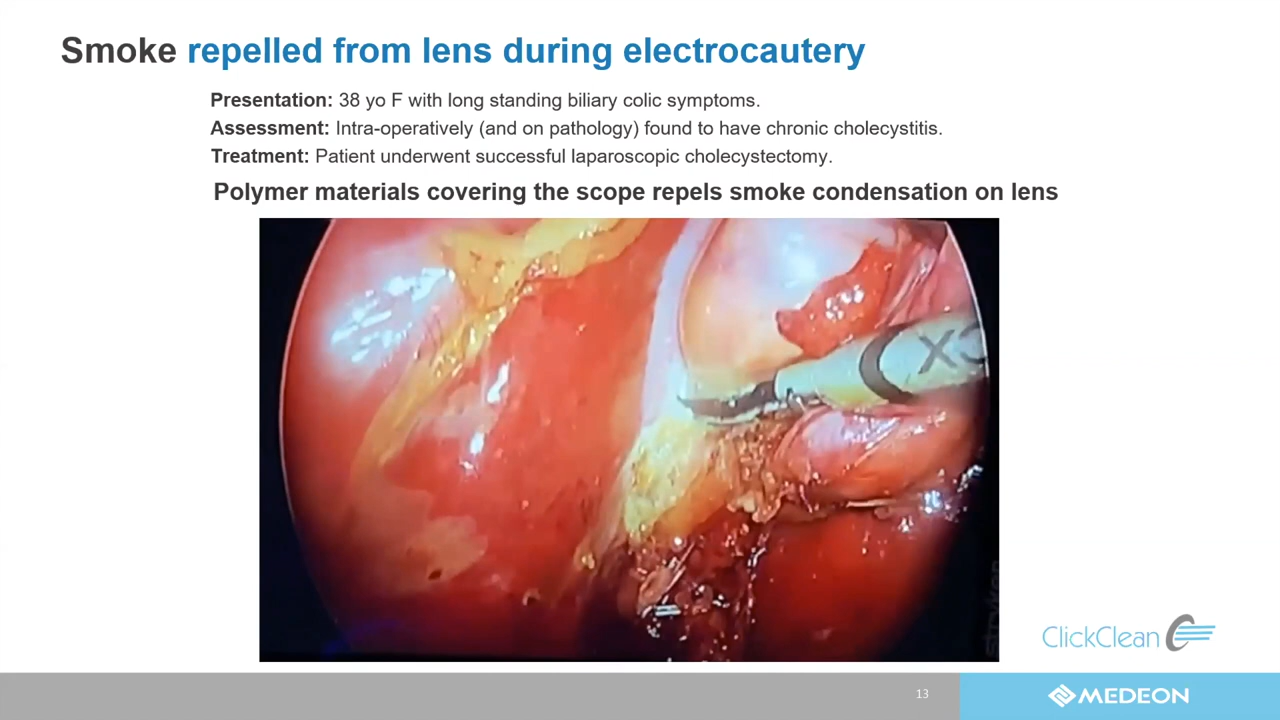 Smoke repelled from lens during electrocautery
Presentation: 38 yo F with long standing biliary colic symptoms.
Assessment: Intra-operatively (and on pathology) found to have chronic cholecystitis.
Treatment: Patient underwent successful laparoscopic cholecystectomy.
Polymer materials covering the scope repels smoke condensation on lens
stryker
ClickClean
13
MEDEON